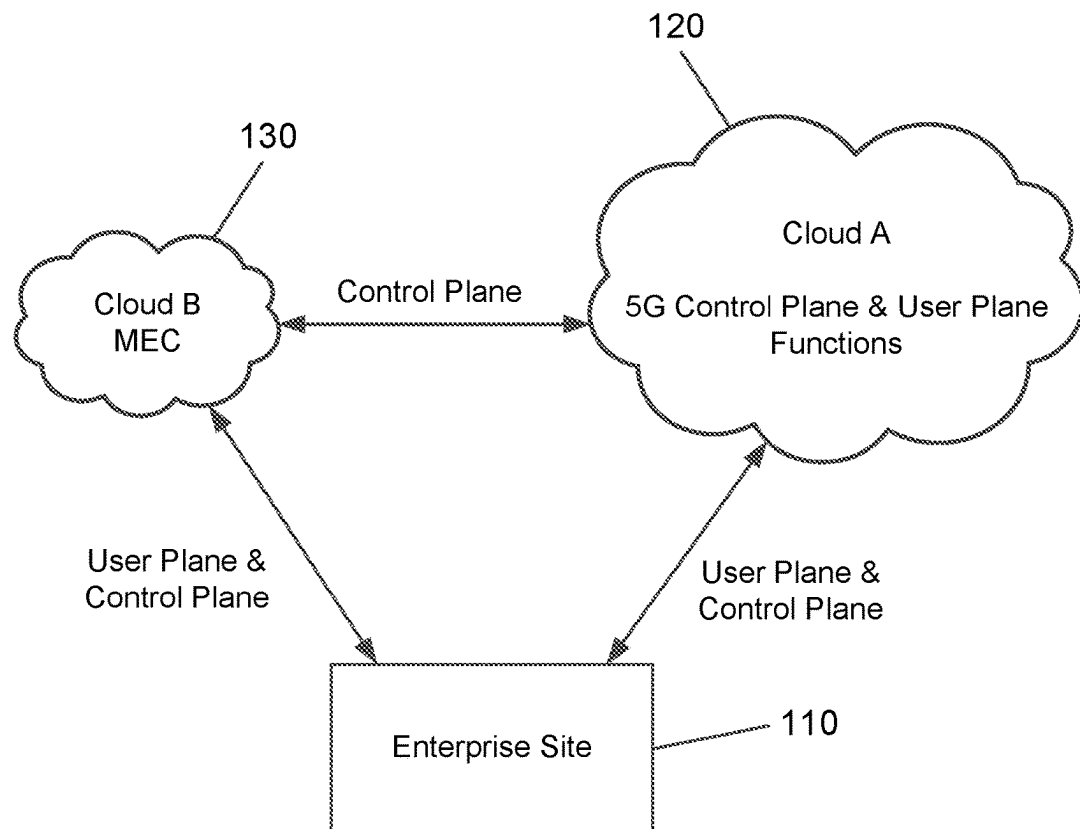 120
130
Cloud A
5G Control Plane & User Plane
Functions
Cloud B
MEC
Control Plane
User Plane &
Control Plane
User Plane &
Control Plane
Enterprise Site
110